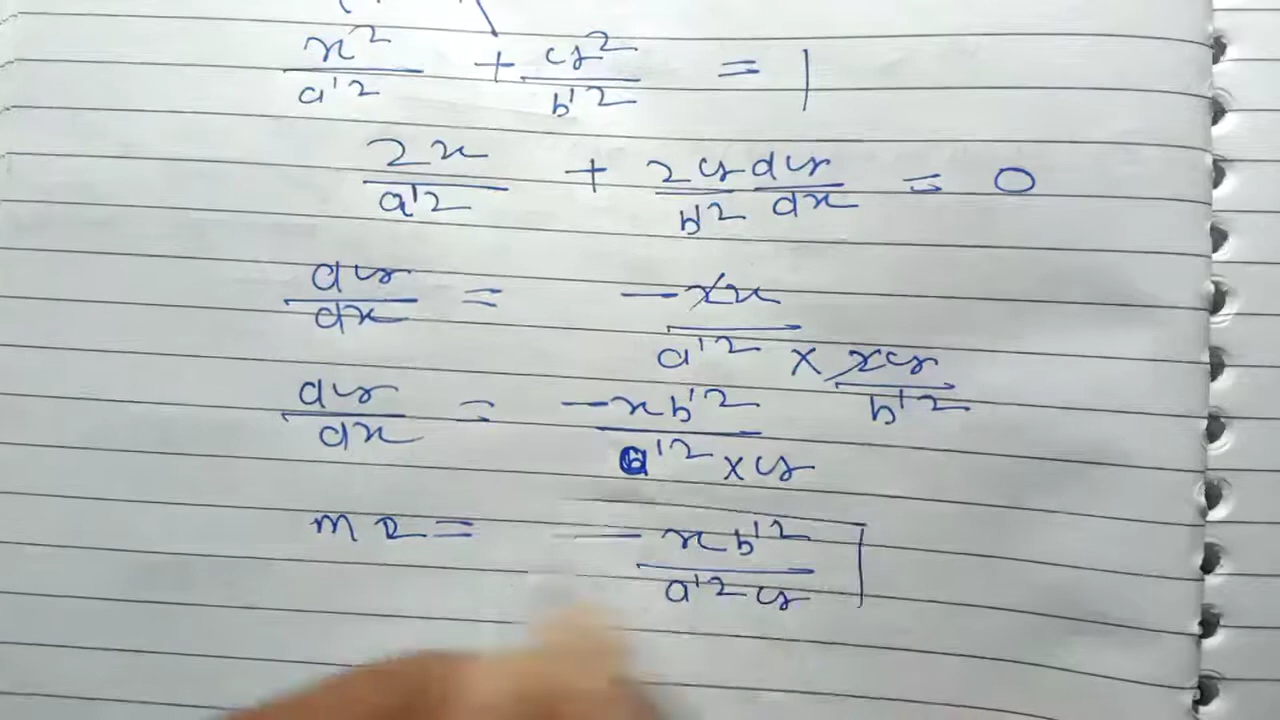 x²/a'² + y²/b'² = 1
2x/a'² + 2y/b'² dy/dx = 0
dy/dx = -2x/a'² × 2y/b'²
dy/dx = -xb'²/a'² × y
m2 = -xb'²/a'²y